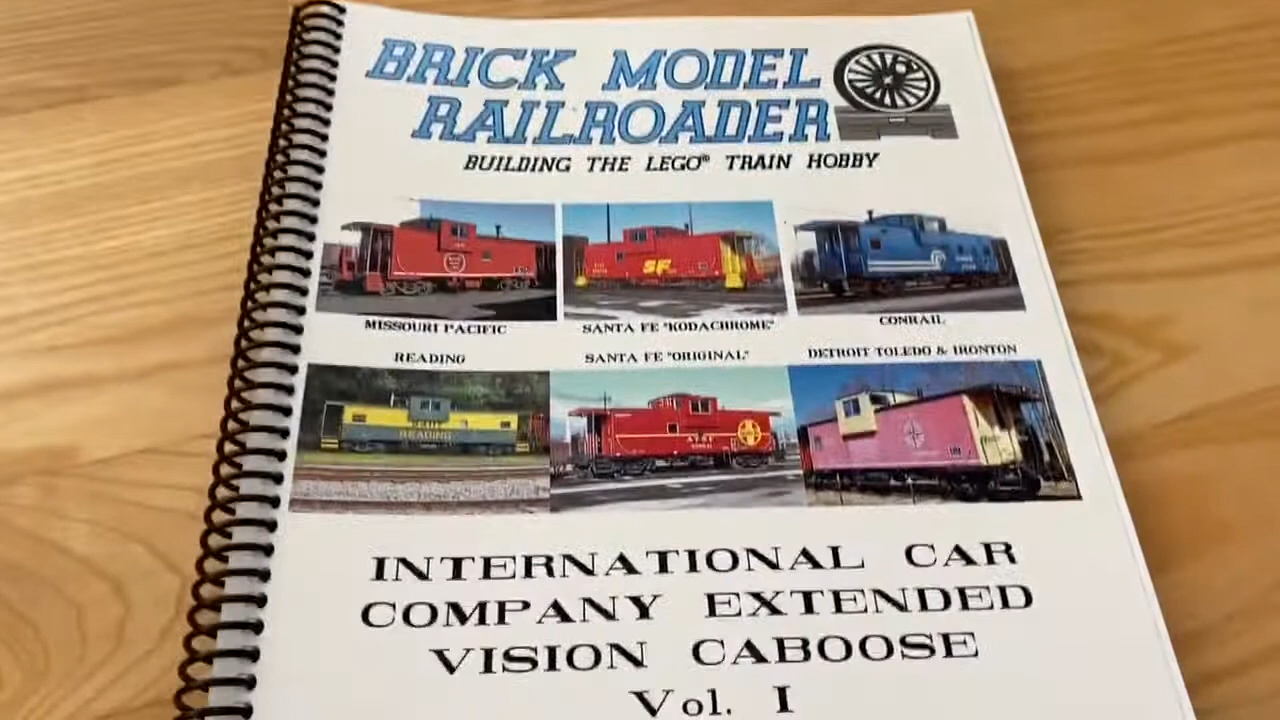 BRICK MODEL
RAILROADER
BUILDING THE LEGO® TRAIN HOBBY
SF
MISSOURI PACIFIC
SANTA FE "KODACHROME"
CONRAIL
READING
SANTA FE "ORIGINAL"
DETROIT TOLEDO & IRONTON
READING
INTERNATIONAL CAR
COMPANY EXTENDED
VISION CABOOSE
Vol. I